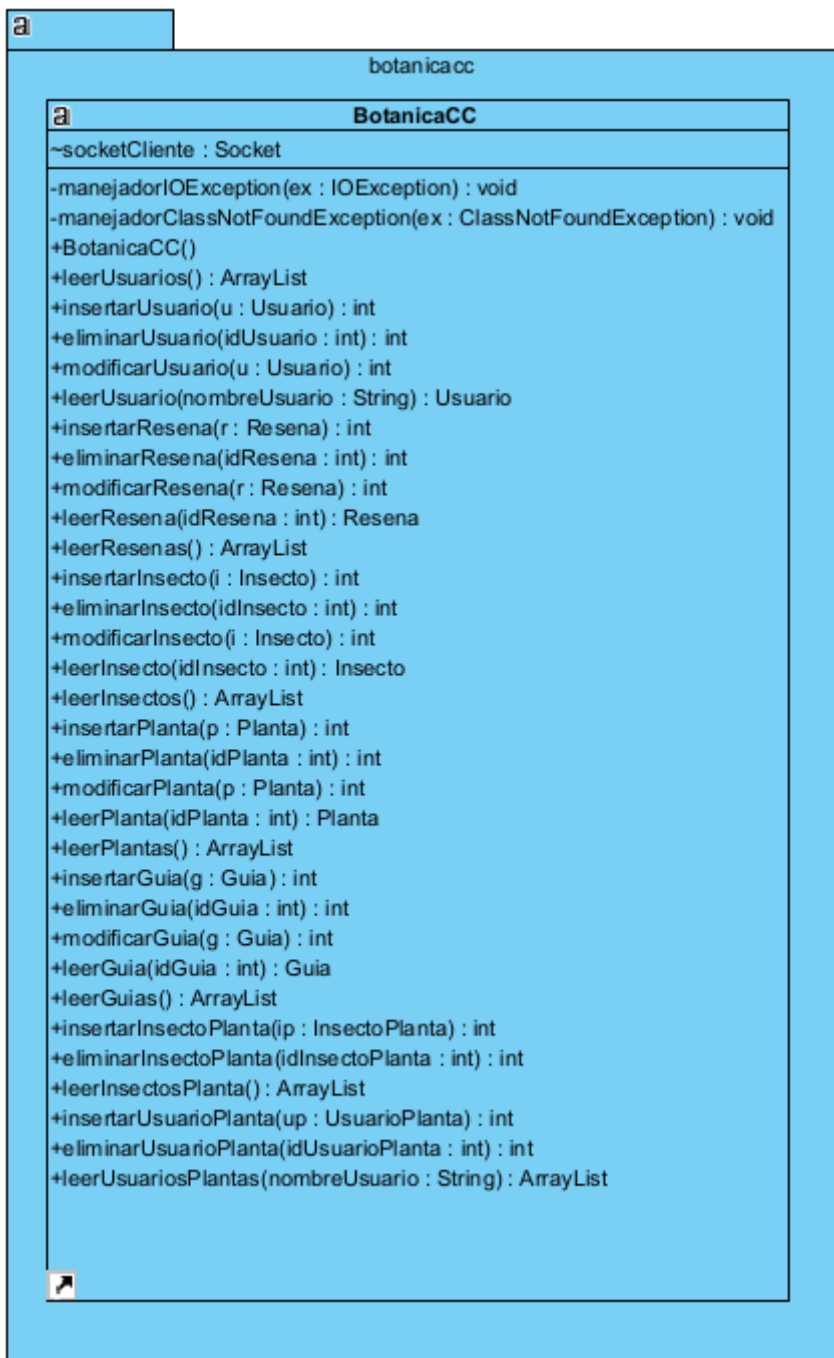 a
botanicacc
a
BotanicaCC
~socketCliente : Socket
-manejadorIOException(ex : IOException) : void
-manejadorClassNotFoundException(ex : ClassNotFoundException) : void
+BotanicaCC()
+leerUsuarios() : ArrayList
+insertarUsuario(u : Usuario) : int
+eliminarUsuario(idUsuario : int) : int
+modificarUsuario(u : Usuario) : int
+leerUsuario(nombreUsuario : String) : Usuario
+insertarResena(r : Resena) : int
+eliminarResena(idResena : int) : int
+modificarResena(r : Resena) : int
+leerResena(idResena : int) : Resena
+leerResenas() : ArrayList
+insertarInsecto(i : Insecto) : int
+eliminarInsecto(idInsecto : int) : int
+modificarInsecto(i : Insecto) : int
+leerInsecto(idInsecto : int) : Insecto
+leerInsectos() : ArrayList
+insertarPlanta(p : Planta) : int
+eliminarPlanta(idPlanta : int) : int
+modificarPlanta(p : Planta) : int
+leerPlanta(idPlanta : int) : Planta
+leerPlantas() : ArrayList
+insertarGuia(g : Guia) : int
+eliminarGuia(idGuia : int) : int
+modificarGuia(g : Guia) : int
+leerGuia(idGuia : int) : Guia
+leerGuias() : ArrayList
+insertarInsectoPlanta(ip : InsectoPlanta) : int
+eliminarInsectoPlanta(idInsectoPlanta : int) : int
+leerInsectosPlanta() : ArrayList
+insertarUsuarioPlanta(up : UsuarioPlanta) : int
+eliminarUsuarioPlanta(idUsuarioPlanta : int) : int
+leerUsuariosPlantas(nombreUsuario : String) : ArrayList